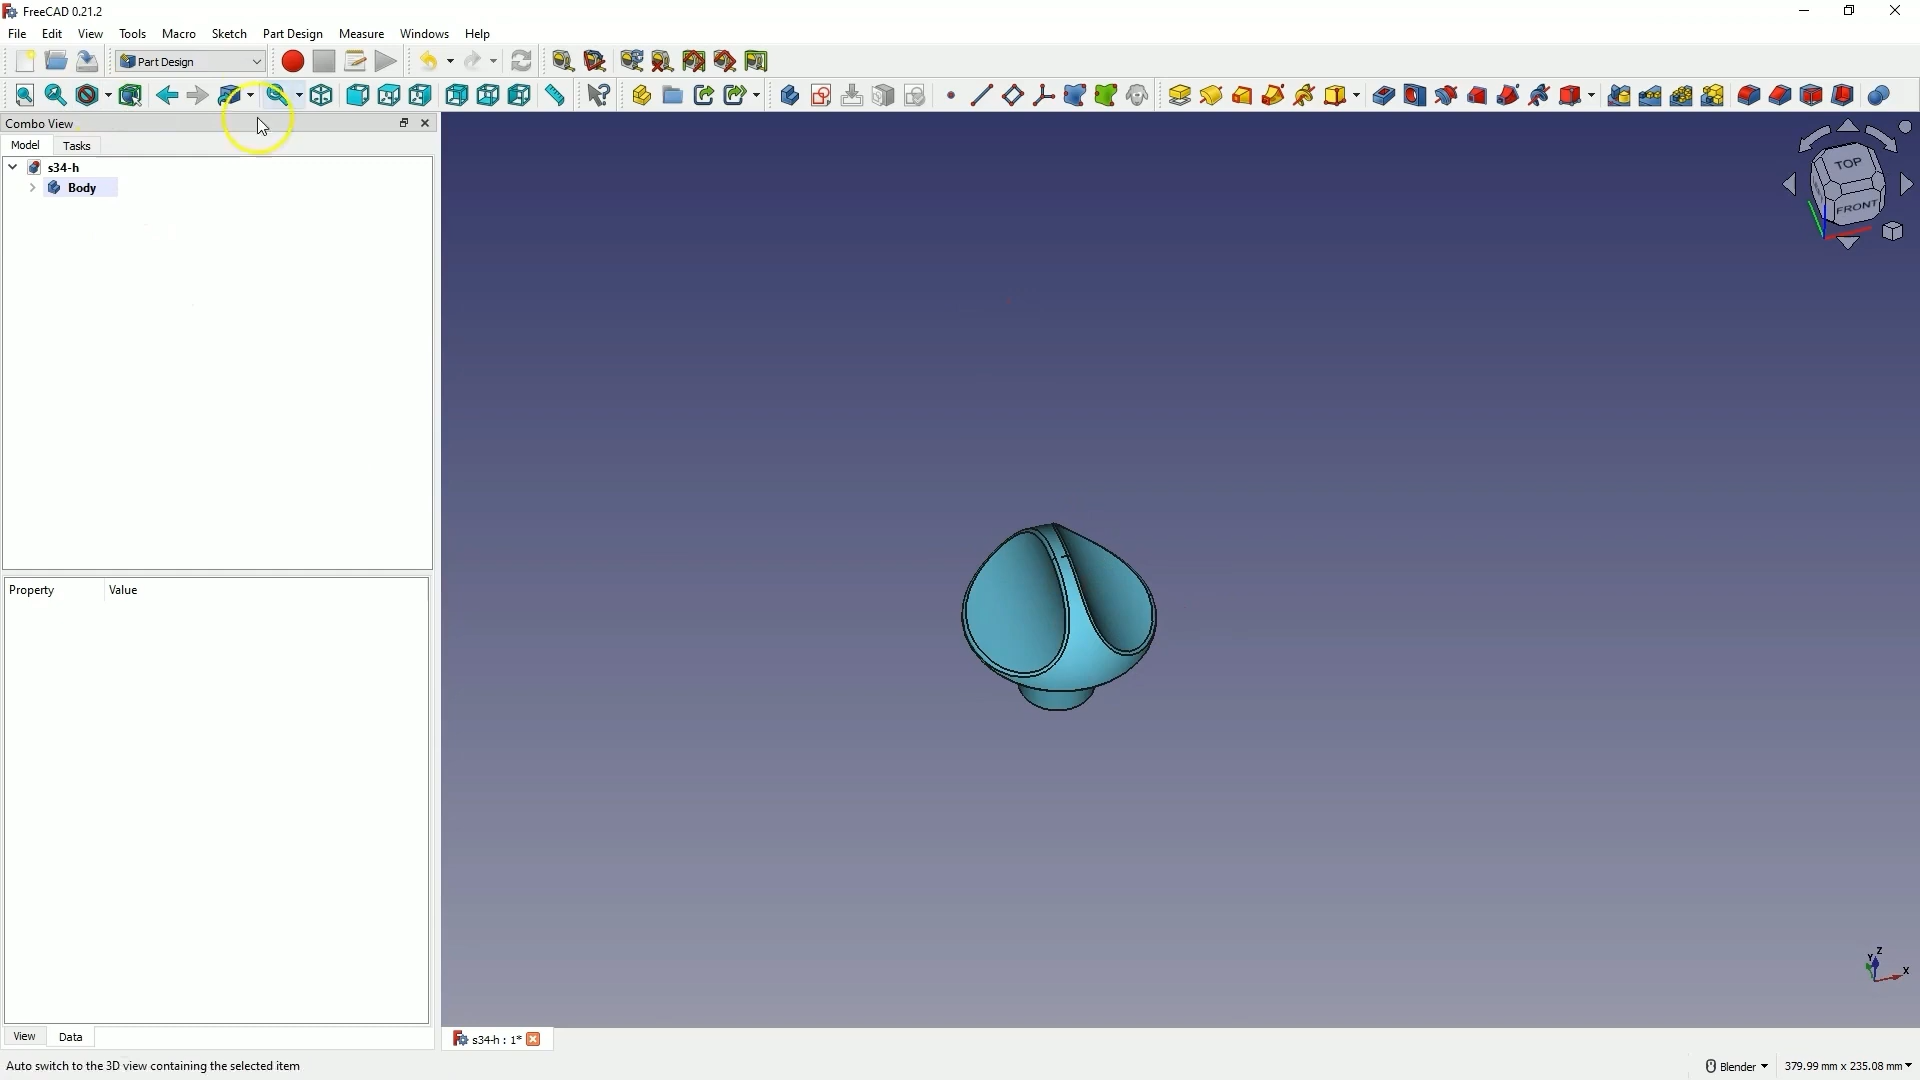 FreeCAD 0.21.2
File Edit View Tools Macro Sketch Part Design Measure Windows Help
Part Design
Combo View
Model Tasks
s34-h
Body
Property Value
TOP
FRONT
Z
Y
X
View Data
s34-h : 1*
Auto switch to the 3D view containing the selected item
Blender 379.99 mm x 235.08 mm